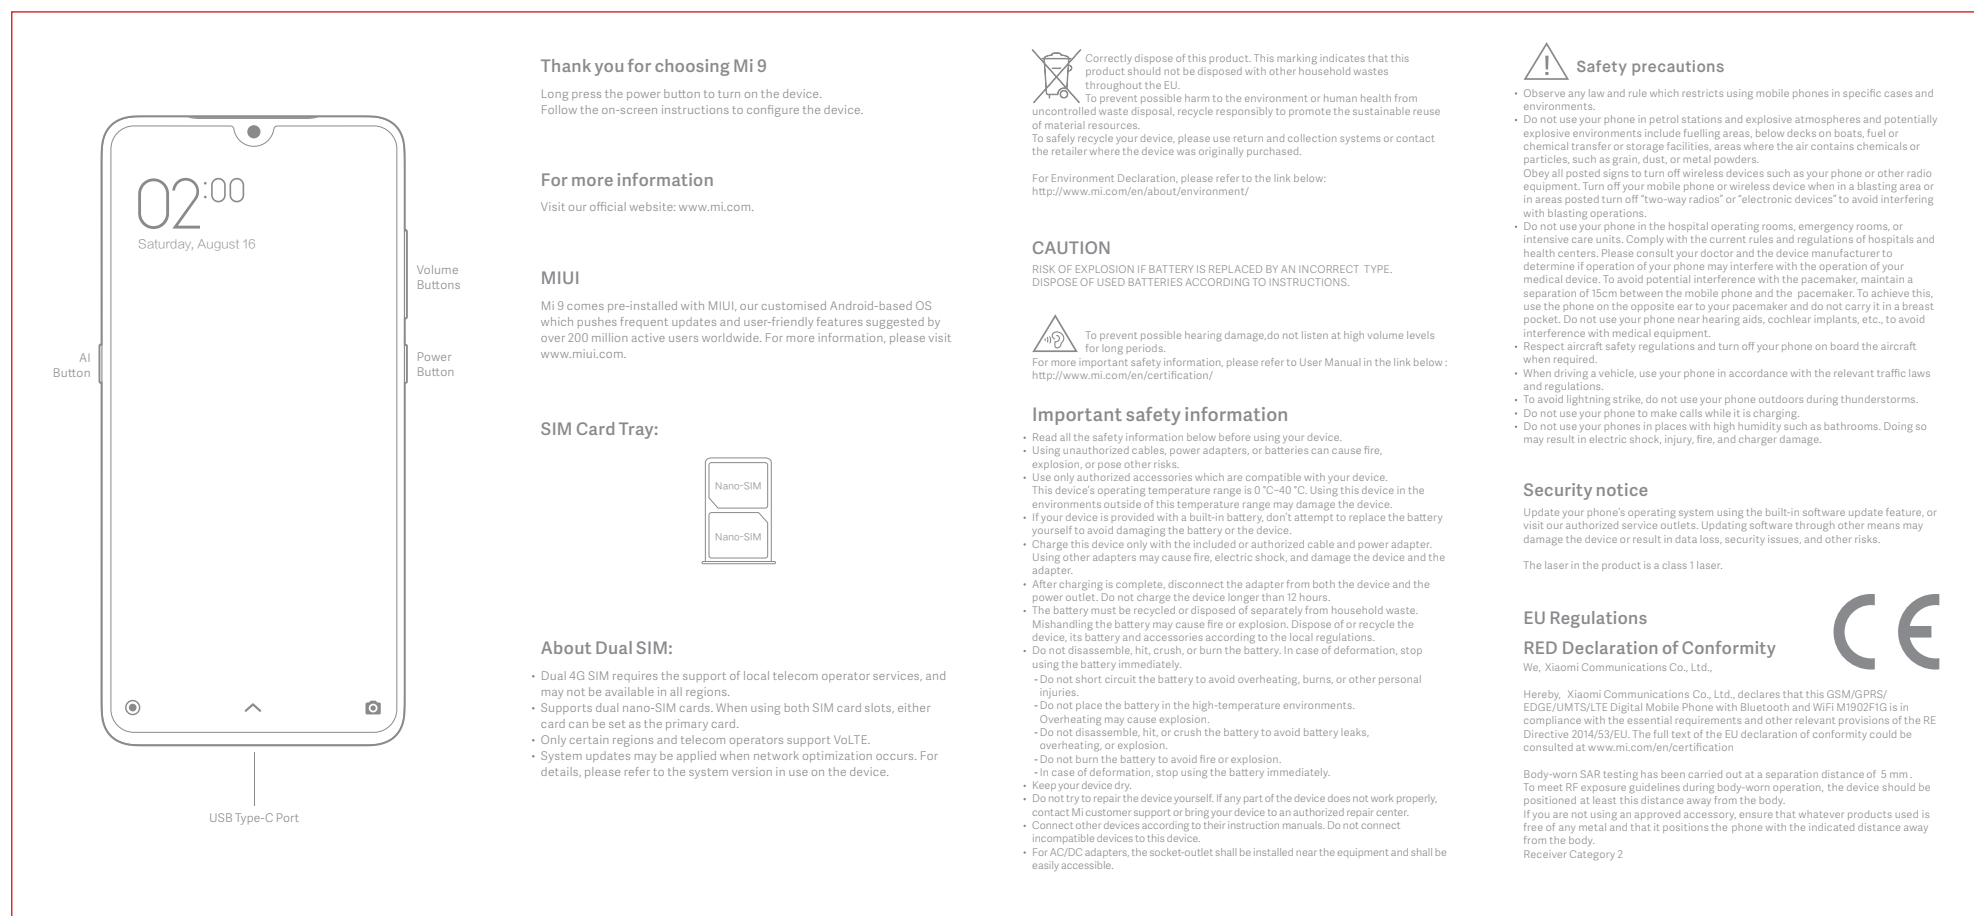 02:00
Saturday, August 16
Volume
Buttons
AI
Button
Power
Button
USB Type-C Port
Thank you for choosing Mi 9
Long press the power button to turn on the device.
Follow the on-screen instructions to configure the device.
For more information
Visit our official website: www.mi.com.
MIUI
Mi 9 comes pre-installed with MIUI, our customised Android-based OS
which pushes frequent updates and user-friendly features suggested by
over 200 million active users worldwide. For more information, please visit
www.miui.com.
SIM Card Tray:
Nano-SIM
Nano-SIM
About Dual SIM:
• Dual 4G SIM requires the support of local telecom operator services, and
may not be available in all regions.
• Supports dual nano-SIM cards. When using both SIM card slots, either
card can be set as the primary card.
• Only certain regions and telecom operators support VoLTE.
• System updates may be applied when network optimization occurs. For
details, please refer to the system version in use on the device.
Correctly dispose of this product. This marking indicates that this
product should not be disposed with other household wastes
throughout the EU.
To prevent possible harm to the environment or human health from
uncontrolled waste disposal, recycle responsibly to promote the sustainable reuse
of material resources.
To safely recycle your device, please use return and collection systems or contact
the retailer where the device was originally purchased.
For Environment Declaration, please refer to the link below:
http://www.mi.com/en/about/environment/
CAUTION
RISK OF EXPLOSION IF BATTERY IS REPLACED BY AN INCORRECT TYPE.
DISPOSE OF USED BATTERIES ACCORDING TO INSTRUCTIONS.
To prevent possible hearing damage,do not listen at high volume levels
for long periods.
For more important safety information, please refer to User Manual in the link below :
http://www.mi.com/en/certification/
Important safety information
• Read all the safety information below before using your device.
• Using unauthorized cables, power adapters, or batteries can cause fire,
explosion, or pose other risks.
• Use only authorized accessories which are compatible with your device.
This device's operating temperature range is 0 °C~40 °C. Using this device in the
environments outside of this temperature range may damage the device.
• If your device is provided with a built-in battery, don't attempt to replace the battery
yourself to avoid damaging the battery or the device.
• Charge this device only with the included or authorized cable and power adapter.
Using other adapters may cause fire, electric shock, and damage the device and the
adapter.
• After charging is complete, disconnect the adapter from both the device and the
power outlet. Do not charge the device longer than 12 hours.
• The battery must be recycled or disposed of separately from household waste.
Mishandling the battery may cause fire or explosion. Dispose of or recycle the
device, its battery and accessories according to the local regulations.
• Do not disassemble, hit, crush, or burn the battery. In case of deformation, stop
using the battery immediately.
- Do not short circuit the battery to avoid overheating, burns, or other personal
injuries.
- Do not place the battery in the high-temperature environments.
Overheating may cause explosion.
- Do not disassemble, hit, or crush the battery to avoid battery leaks,
overheating, or explosion.
- Do not burn the battery to avoid fire or explosion.
- In case of deformation, stop using the battery immediately.
• Keep your device dry.
• Do not try to repair the device yourself. If any part of the device does not work properly,
contact Mi customer support or bring your device to an authorized repair center.
• Connect other devices according to their instruction manuals. Do not connect
incompatible devices to this device.
• For AC/DC adapters, the socket-outlet shall be installed near the equipment and shall be
easily accessible.
Safety precautions
• Observe any law and rule which restricts using mobile phones in specific cases and
environments.
• Do not use your phone in petrol stations and explosive atmospheres and potentially
explosive environments include fuelling areas, below decks on boats, fuel or
chemical transfer or storage facilities, areas where the air contains chemicals or
particles, such as grain, dust, or metal powders.
Obey all posted signs to turn off wireless devices such as your phone or other radio
equipment. Turn off your mobile phone or wireless device when in a blasting area or
in areas posted turn off "two-way radios" or "electronic devices" to avoid interfering
with blasting operations.
• Do not use your phone in the hospital operating rooms, emergency rooms, or
intensive care units. Comply with the current rules and regulations of hospitals and
health centers. Please consult your doctor and the device manufacturer to
determine if operation of your phone may interfere with the operation of your
medical device. To avoid potential interference with the pacemaker, maintain a
separation of 15cm between the mobile phone and the pacemaker. To achieve this,
use the phone on the opposite ear to your pacemaker and do not carry it in a breast
pocket. Do not use your phone near hearing aids, cochlear implants, etc., to avoid
interference with medical equipment.
• Respect aircraft safety regulations and turn off your phone on board the aircraft
when required.
• When driving a vehicle, use your phone in accordance with the relevant traffic laws
and regulations.
• To avoid lightning strike, do not use your phone outdoors during thunderstorms.
• Do not use your phone to make calls while it is charging.
• Do not use your phones in places with high humidity such as bathrooms. Doing so
may result in electric shock, injury, fire, and charger damage.
Security notice
Update your phone's operating system using the built-in software update feature, or
visit our authorized service outlets. Updating software through other means may
damage the device or result in data loss, security issues, and other risks.
The laser in the product is a class 1 laser.
EU Regulations
CE
RED Declaration of Conformity
We, Xiaomi Communications Co., Ltd.,
Hereby, Xiaomi Communications Co., Ltd., declares that this GSM/GPRS/
EDGE/UMTS/LTE Digital Mobile Phone with Bluetooth and WiFi M1902F1G is in
compliance with the essential requirements and other relevant provisions of the RE
Directive 2014/53/EU. The full text of the EU declaration of conformity could be
consulted at www.mi.com/en/certification
Body-worn SAR testing has been carried out at a separation distance of 5 mm .
To meet RF exposure guidelines during body-worn operation, the device should be
positioned at least this distance away from the body.
If you are not using an approved accessory, ensure that whatever products used is
free of any metal and that it positions the phone with the indicated distance away
from the body.
Receiver Category 2